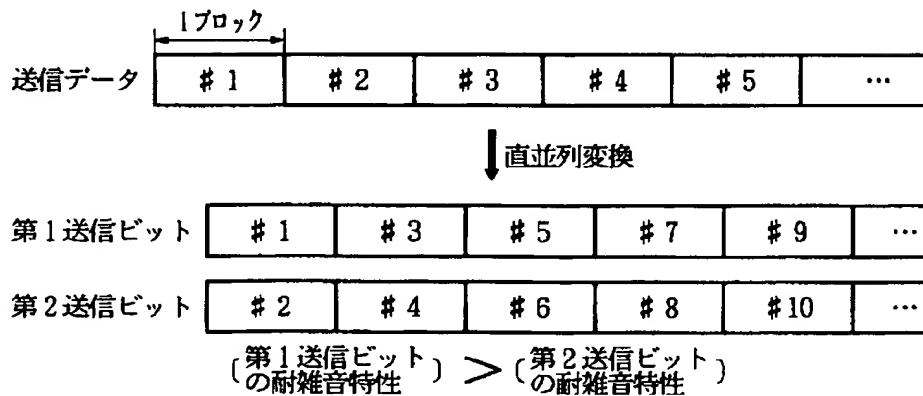 1ブロック
送信データ #1 #2 #3 #4 #5 …
直並列変換
第1送信ビット #1 #3 #5 #7 #9 …
第2送信ビット #2 #4 #6 #8 #10 …
(第1送信ビットの耐雑音特性) > (第2送信ビットの耐雑音特性)